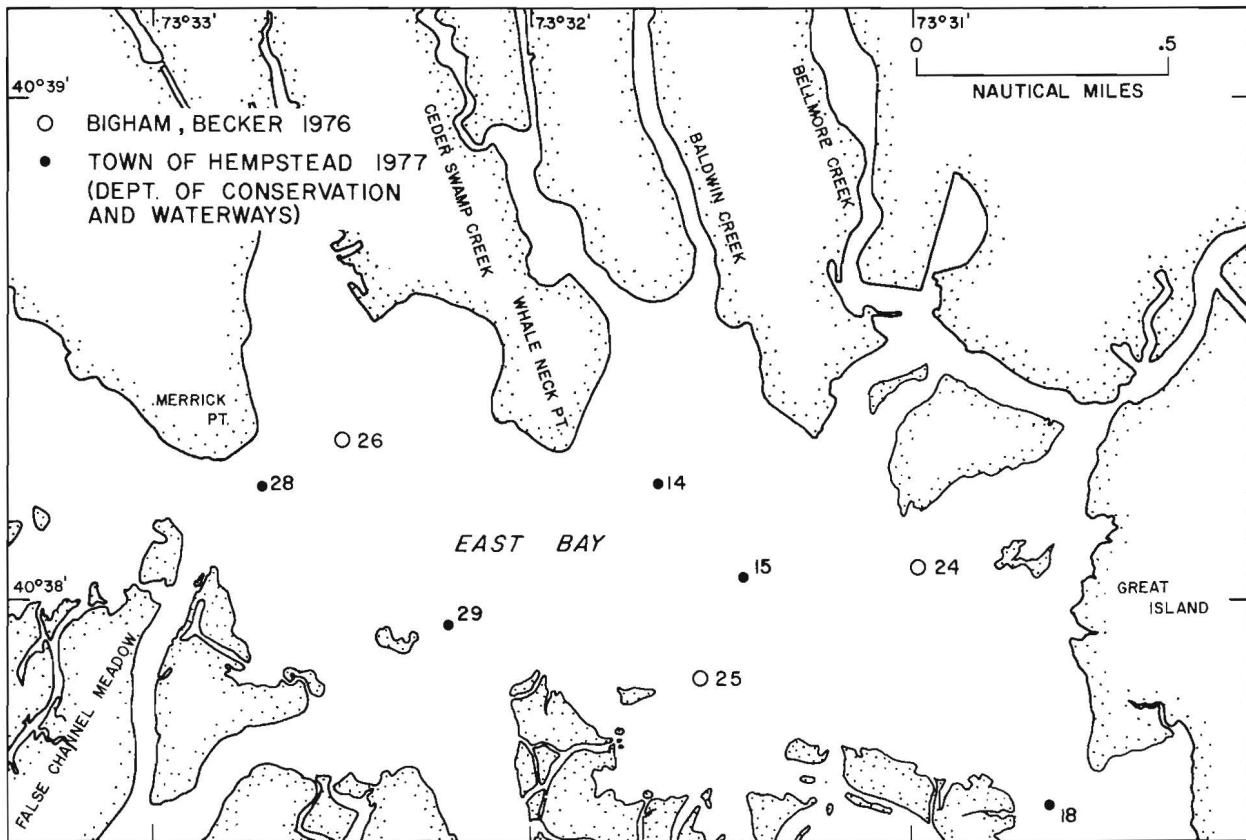 73°33'
73°32'
73°31'
0 .5
NAUTICAL MILES
40°39'
BIGHAM, BECKER 1976
TOWN OF HEMPSTEAD 1977
(DEPT. OF CONSERVATION
AND WATERWAYS)
CEDER SWAMP CREEK
BALDWIN CREEK
BELLMORE CREEK
WHALE NECK PT.
MERRICK
PT.
26
28
14
EAST BAY
15
24
40°38'
29
GREAT
ISLAND
25
FALSE CHANNEL MEADOW
18